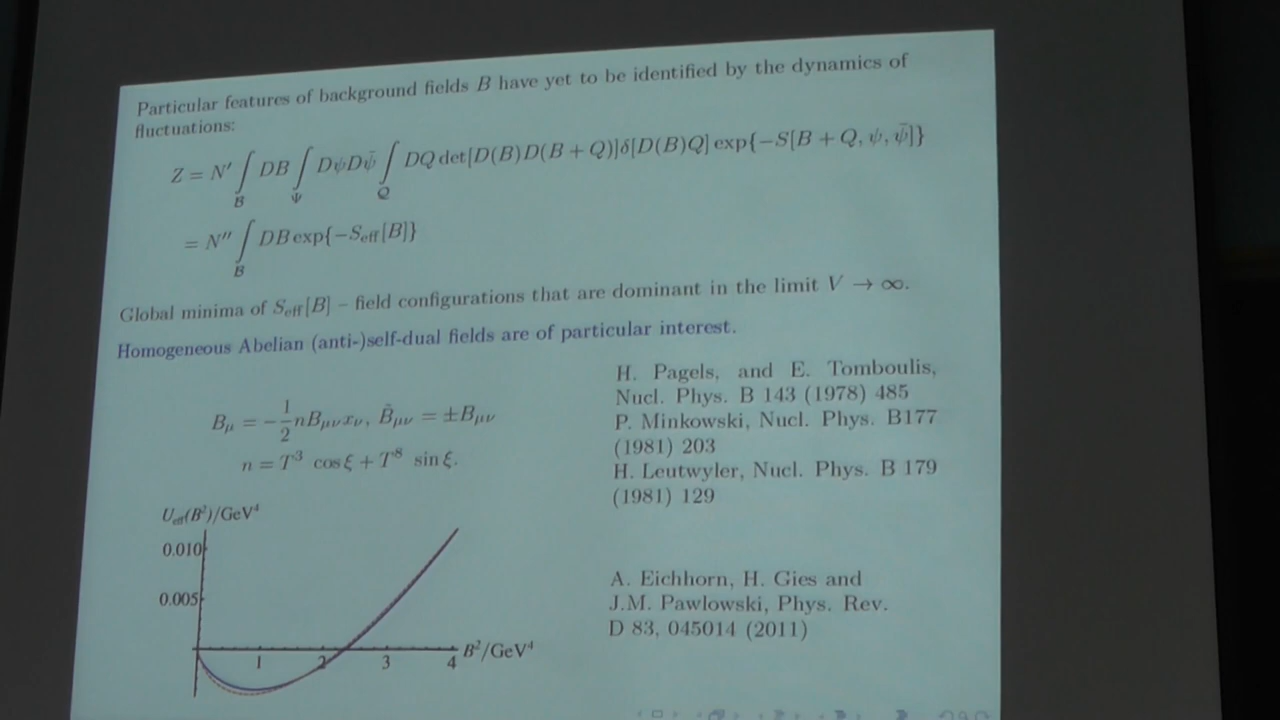 Particular features of background fields B have yet to be identified by the dynamics of
fluctuations:
Z = N′ ∫_B DB ∫_Ψ DψDψ̄ ∫_Q DQ det[D(B)D(B + Q)]δ[D(B)Q] exp{−S[B + Q, ψ, ψ̄]}
= N″ ∫_B DB exp{−S_eff[B]}
Global minima of S_eff[B] – field configurations that are dominant in the limit V → ∞.
Homogeneous Abelian (anti-)self-dual fields are of particular interest.
B_μ = −1/2 nB_μν x_ν, B̃_μν = ±B_μν
n = T³ cos ξ + T⁸ sin ξ.
H. Pagels, and E. Tomboulis,
Nucl. Phys. B 143 (1978) 485
P. Minkowski, Nucl. Phys. B177
(1981) 203
H. Leutwyler, Nucl. Phys. B 179
(1981) 129
U_eff(B²)/GeV⁴
0.010
0.005
1 2 3 4 B²/GeV⁴
A. Eichhorn, H. Gies and
J.M. Pawlowski, Phys. Rev.
D 83, 045014 (2011)